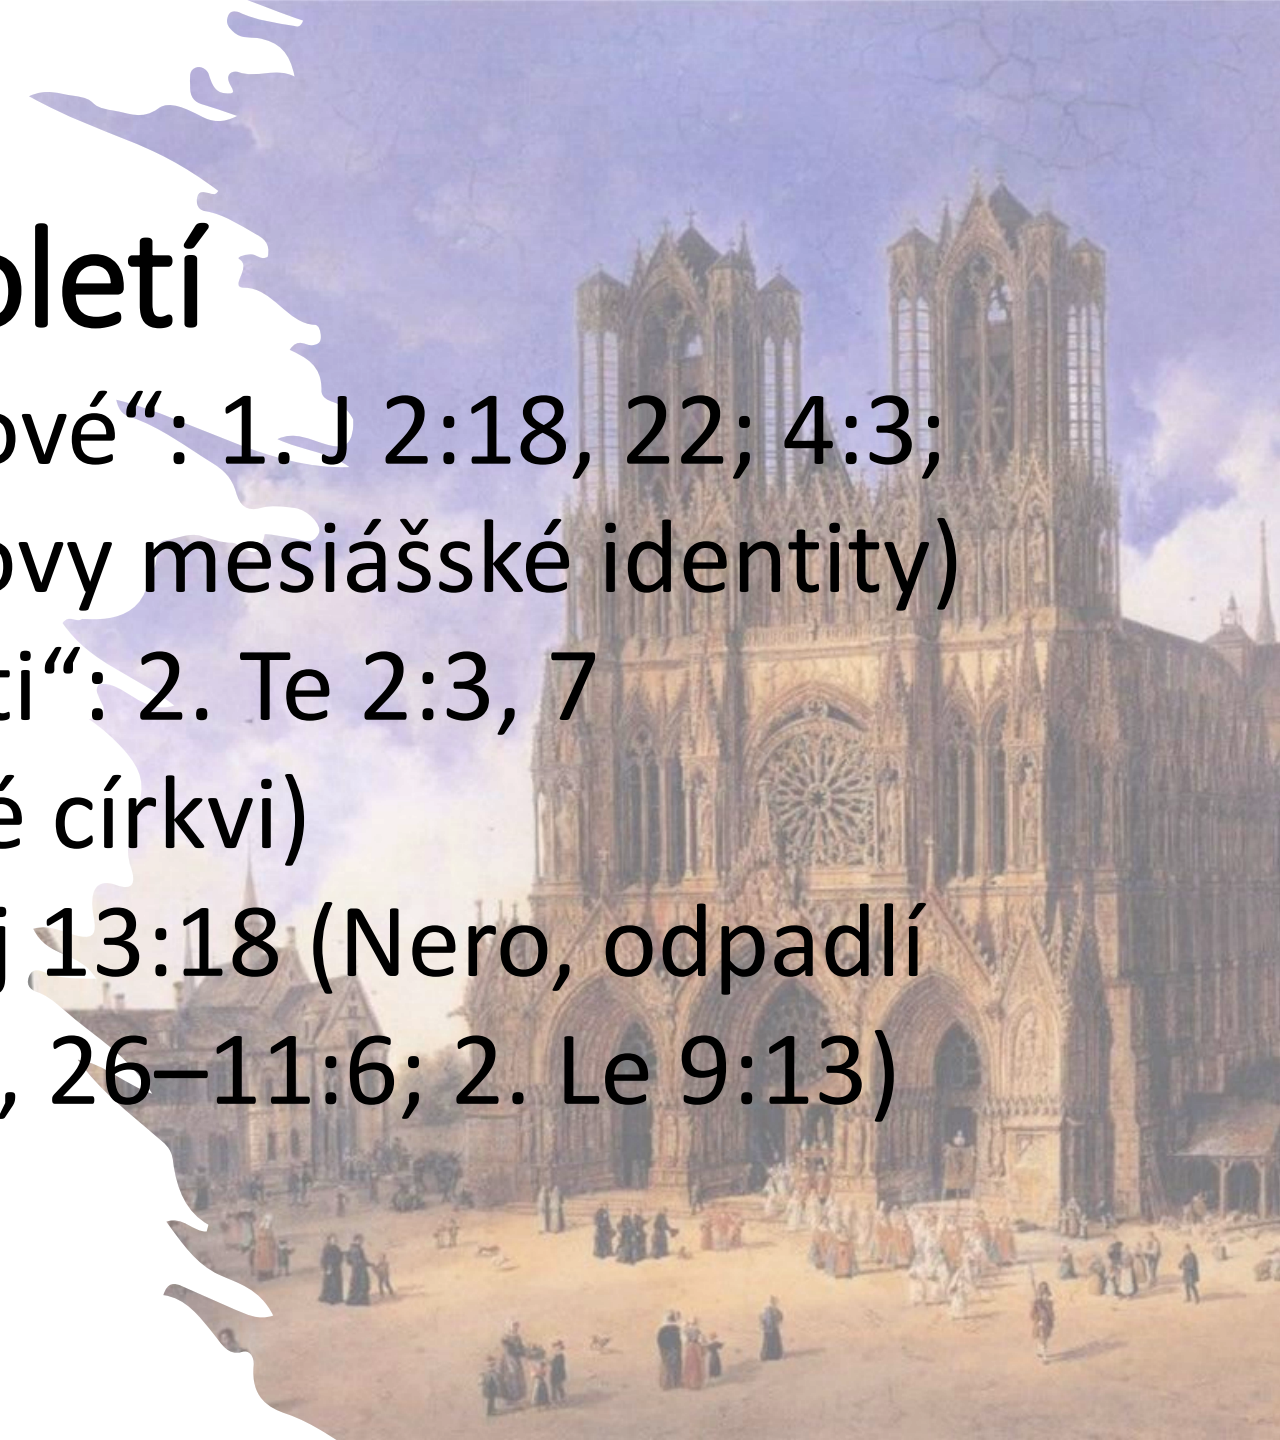 oletí
ové“: 1. J 2:18, 22; 4:3;
ovy mesiášské identity)
ti“: 2. Te 2:3, 7
é církvi)
j 13:18 (Nero, odpadlí
, 26–11:6; 2. Le 9:13)